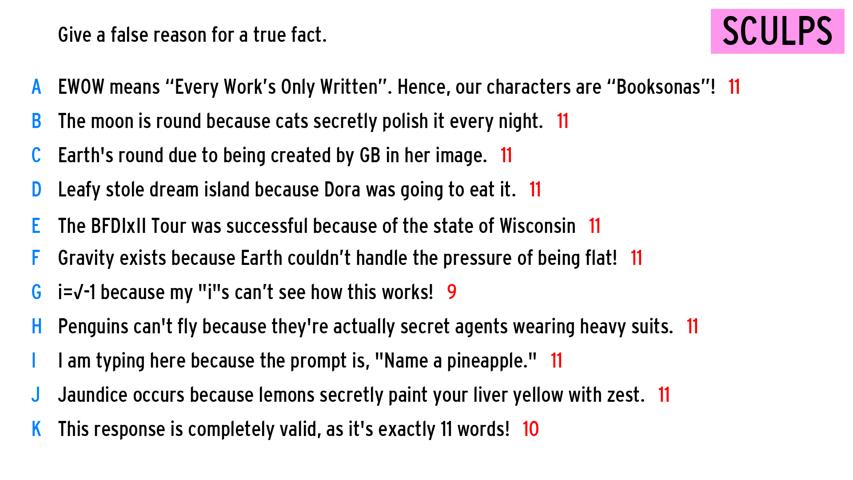 Give a false reason for a true fact.
SCULPS
A EWOW means “Every Work’s Only Written”. Hence, our characters are “Booksonas”! 11
B The moon is round because cats secretly polish it every night. 11
C Earth's round due to being created by GB in her image. 11
D Leafy stole dream island because Dora was going to eat it. 11
E The BFDIxII Tour was successful because of the state of Wisconsin 11
F Gravity exists because Earth couldn’t handle the pressure of being flat! 11
G i=√-1 because my "i"s can’t see how this works! 9
H Penguins can't fly because they're actually secret agents wearing heavy suits. 11
I I am typing here because the prompt is, "Name a pineapple." 11
J Jaundice occurs because lemons secretly paint your liver yellow with zest. 11
K This response is completely valid, as it's exactly 11 words! 10